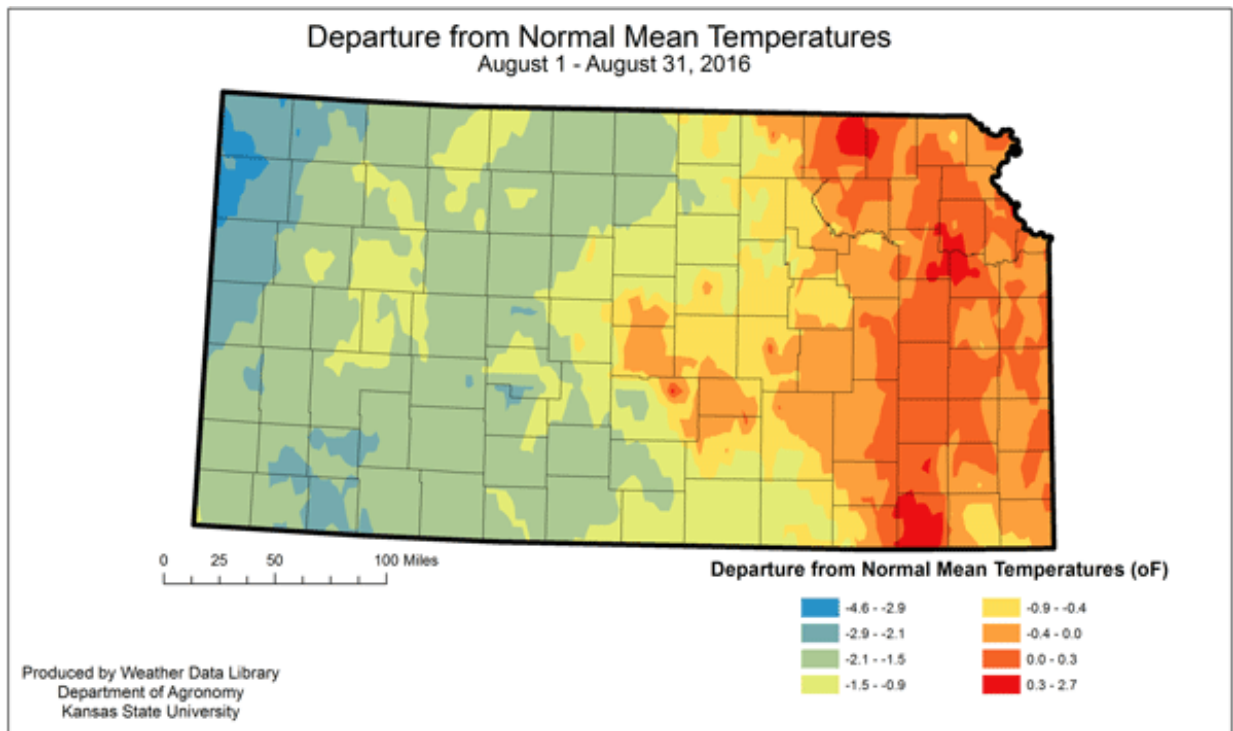 Departure from Normal Mean Temperatures
August 1 - August 31, 2016
0 25 50 100 Miles
Departure from Normal Mean Temperatures (oF)
-4.6 - -2.9
-2.9 - -2.1
-2.1 - -1.5
-1.5 - -0.9
-0.9 - -0.4
-0.4 - 0.0
0.0 - 0.3
0.3 - 2.7
Produced by Weather Data Library
Department of Agronomy
Kansas State University